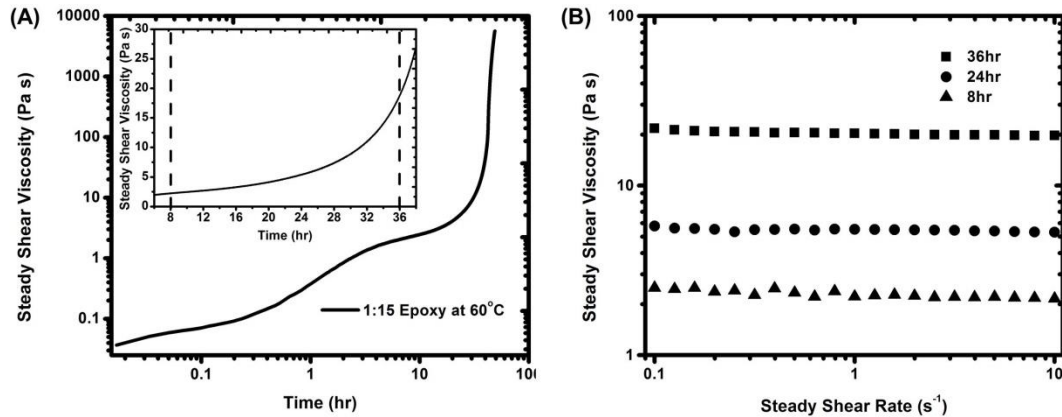 (A)
Steady Shear Viscosity (Pa s)
10000
1000
100
10
1
0.1
0.1 1 10 100
Time (hr)
1:15 Epoxy at 60°C
Steady Shear Viscosity (Pa s)
30
25
20
15
10
5
0
8 12 16 20 24 28 32 36
Time (hr)
(B)
Steady Shear Viscosity (Pa s)
100
10
1
0.1 1 10
Steady Shear Rate (s⁻¹)
36hr
24hr
8hr